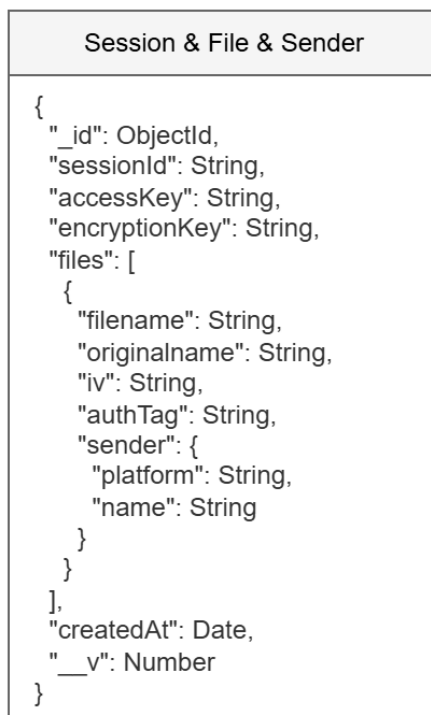 Session & File & Sender
{
"_id": ObjectId,
"sessionId": String,
"accessKey": String,
"encryptionKey": String,
"files": [
{
"filename": String,
"originalname": String,
"iv": String,
"authTag": String,
"sender": {
"platform": String,
"name": String
}
}
],
"createdAt": Date,
"__v": Number
}